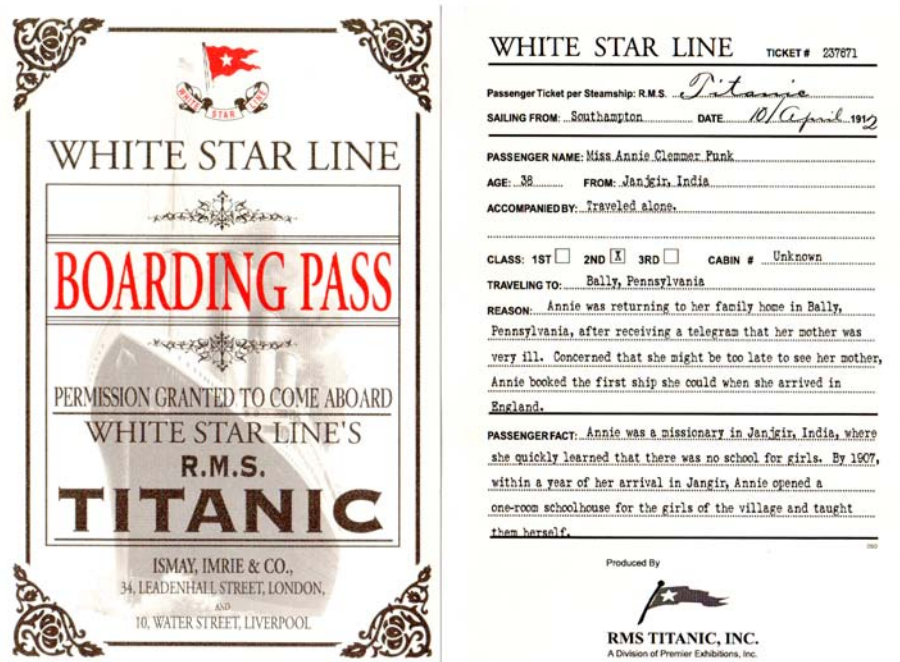 WHITE STAR LINE
WHITE STAR LINE
BOARDING PASS
PERMISSION GRANTED TO COME ABOARD
WHITE STAR LINE'S
R.M.S.
TITANIC
ISMAY, IMRIE & CO.,
34, LEADENHALL STREET, LONDON,
AND
10, WATER STREET, LIVERPOOL
WHITE STAR LINE TICKET # 237671
Passenger Ticket per Steamship: R.M.S. Titanic
SAILING FROM: Southampton DATE 10/April 1912
PASSENGER NAME: Miss Annie Clemmer Funk
AGE: 38 FROM: Janjgir, India
ACCOMPANIED BY: Traveled alone.
CLASS: 1ST 2ND X 3RD CABIN # Unknown
TRAVELING TO: Bally, Pennsylvania
REASON: Annie was returning to her family home in Bally,
Pennsylvania, after receiving a telegram that her mother was
very ill. Concerned that she might be too late to see her mother,
Annie booked the first ship she could when she arrived in
England.
PASSENGER FACT: Annie was a missionary in Janjgir, India, where
she quickly learned that there was no school for girls. By 1907,
within a year of her arrival in Jangir, Annie opened a
one-room schoolhouse for the girls of the village and taught
them herself.
Produced By
RMS TITANIC, INC.
A Division of Premier Exhibitions, Inc.